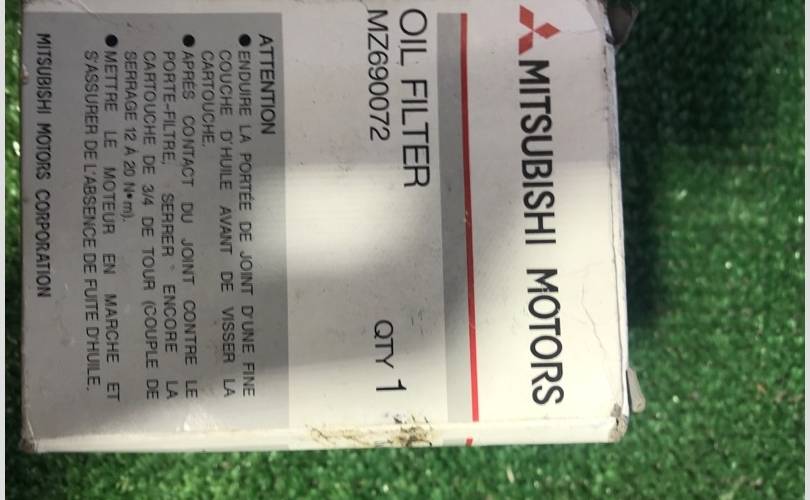 MITSUBISHI MOTORS
OIL FILTER
MZ690072 QTY 1
ATTENTION
● ENDUIRE LA PORTÉE DE JOINT D'UNE FINE
COUCHE D'HUILE AVANT DE VISSER LA
CARTOUCHE.
● APRÈS CONTACT DU JOINT CONTRE LE
PORTE-FILTRE, SERRER ENCORE LA
CARTOUCHE DE 3/4 DE TOUR (COUPLE DE
SERRAGE 12 À 20 N•m).
● METTRE LE MOTEUR EN MARCHE ET
S'ASSURER DE L'ABSENCE DE FUITE D'HUILE.
MITSUBISHI MOTORS CORPORATION